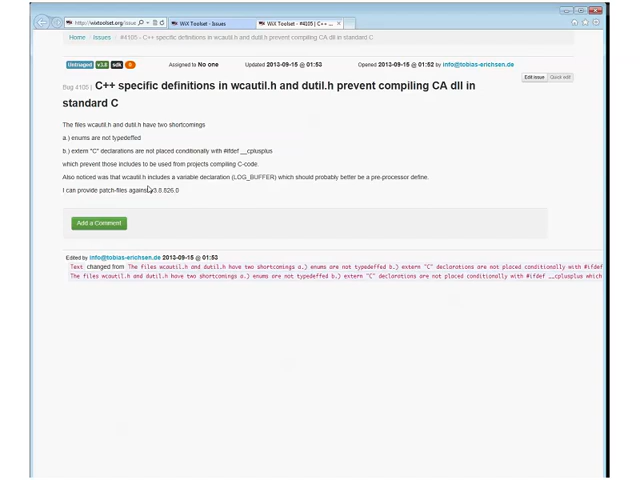 http://wixtoolset.org/issue
WiX Toolset - Issues
WiX Toolset - #4105 | C++ ...
Home
Issues
#4105 - C++ specific definitions in wcautil.h and dutil.h prevent compiling CA dll in standard C
Untriaged v3.8 sdk
Assigned to No one
Updated 2013-09-15 @ 01:53
Opened 2013-09-15 @ 01:52 by info@tobias-erichsen.de
Edit issue
Quick edit
Bug 4105 | C++ specific definitions in wcautil.h and dutil.h prevent compiling CA dll in
standard C
The files wcautil.h and dutil.h have two shortcomings
a.) enums are not typedeffed
b.) extern "C" declarations are not placed conditionally with #ifdef __cplusplus
which prevent those includes to be used from projects compiling C-code.
Also noticed was that wcautil.h includes a variable declaration (LOG_BUFFER) which should probably better be a pre-processor define.
I can provide patch-files against v3.8.826.0
Add a Comment
Edited by info@tobias-erichsen.de 2013-09-15 @ 01:53
Text changed from The files wcautil.h and dutil.h have two shortcomings a.) enums are not typedeffed b.) extern "C" declarations are not placed conditionally with #ifdef
The files wcautil.h and dutil.h have two shortcomings a.) enums are not typedeffed b.) extern "C" declarations are not placed conditionally with #ifdef __cplusplus which